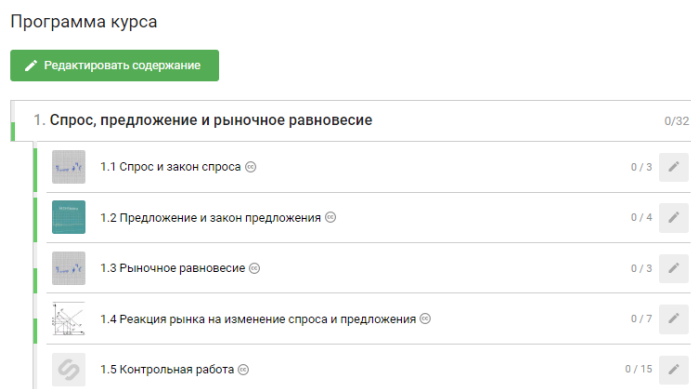 Программа курса
Редактировать содержание
1. Спрос, предложение и рыночное равновесие 0/32
1.1 Спрос и закон спроса 0 / 3
1.2 Предложение и закон предложения 0 / 4
1.3 Рыночное равновесие 0 / 3
1.4 Реакция рынка на изменение спроса и предложения 0 / 7
1.5 Контрольная работа 0 / 15